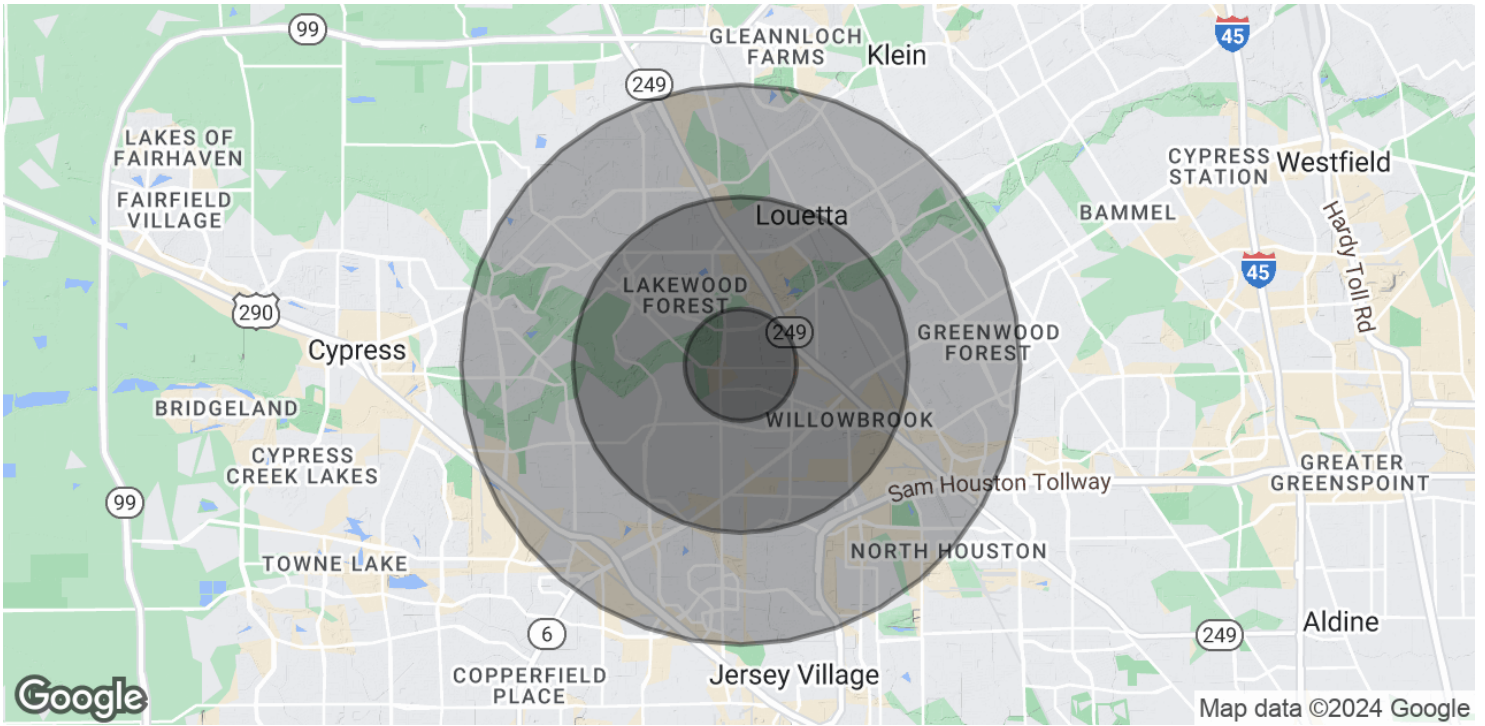 99
GLEANNLOCH
FARMS
Klein
45
249
LAKES OF
FAIRHAVEN
CYPRESS
STATION
Westfield
FAIRFIELD
VILLAGE
Louetta
BAMMEL
Hardy Toll Rd
45
LAKEWOOD
FOREST
290
249
GREENWOOD
FOREST
Cypress
BRIDGELAND
WILLOWBROOK
CYPRESS
CREEK LAKES
GREATER
GREENSPOINT
Sam Houston Tollway
99
NORTH HOUSTON
TOWNE LAKE
6
249
Aldine
COPPERFIELD
PLACE
Jersey Village
Google
Map data ©2024 Google